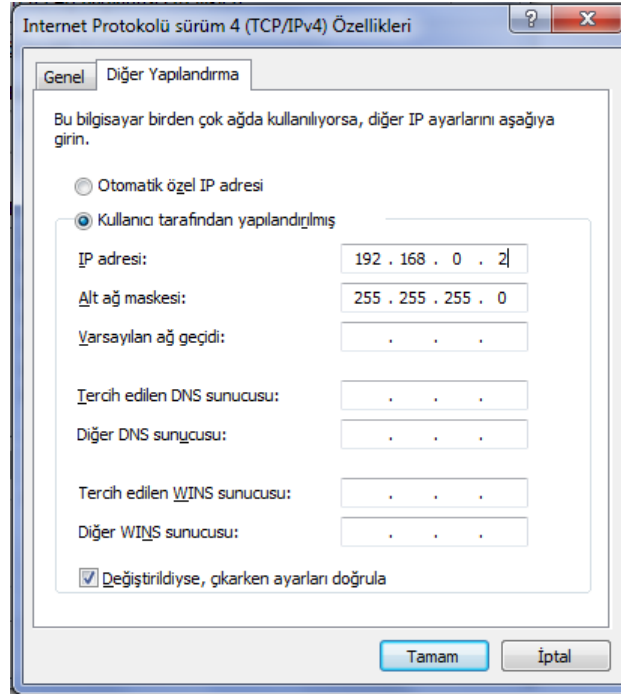 Internet Protokolü sürüm 4 (TCP/IPv4) Özellikleri
Genel
Diğer Yapılandırma
Bu bilgisayar birden çok ağda kullanılıyorsa, diğer IP ayarlarını aşağıya
girin.
Otomatik özel IP adresi
Kullanıcı tarafından yapılandırılmış
IP adresi: 192 . 168 . 0 . 2
Alt ağ maskesi: 255 . 255 . 255 . 0
Varsayılan ağ geçidi: . . .
Tercih edilen DNS sunucusu: . . .
Diğer DNS sunucusu: . . .
Tercih edilen WINS sunucusu: . . .
Diğer WINS sunucusu: . . .
Değiştirildiyse, çıkarken ayarları doğrula
Tamam
İptal